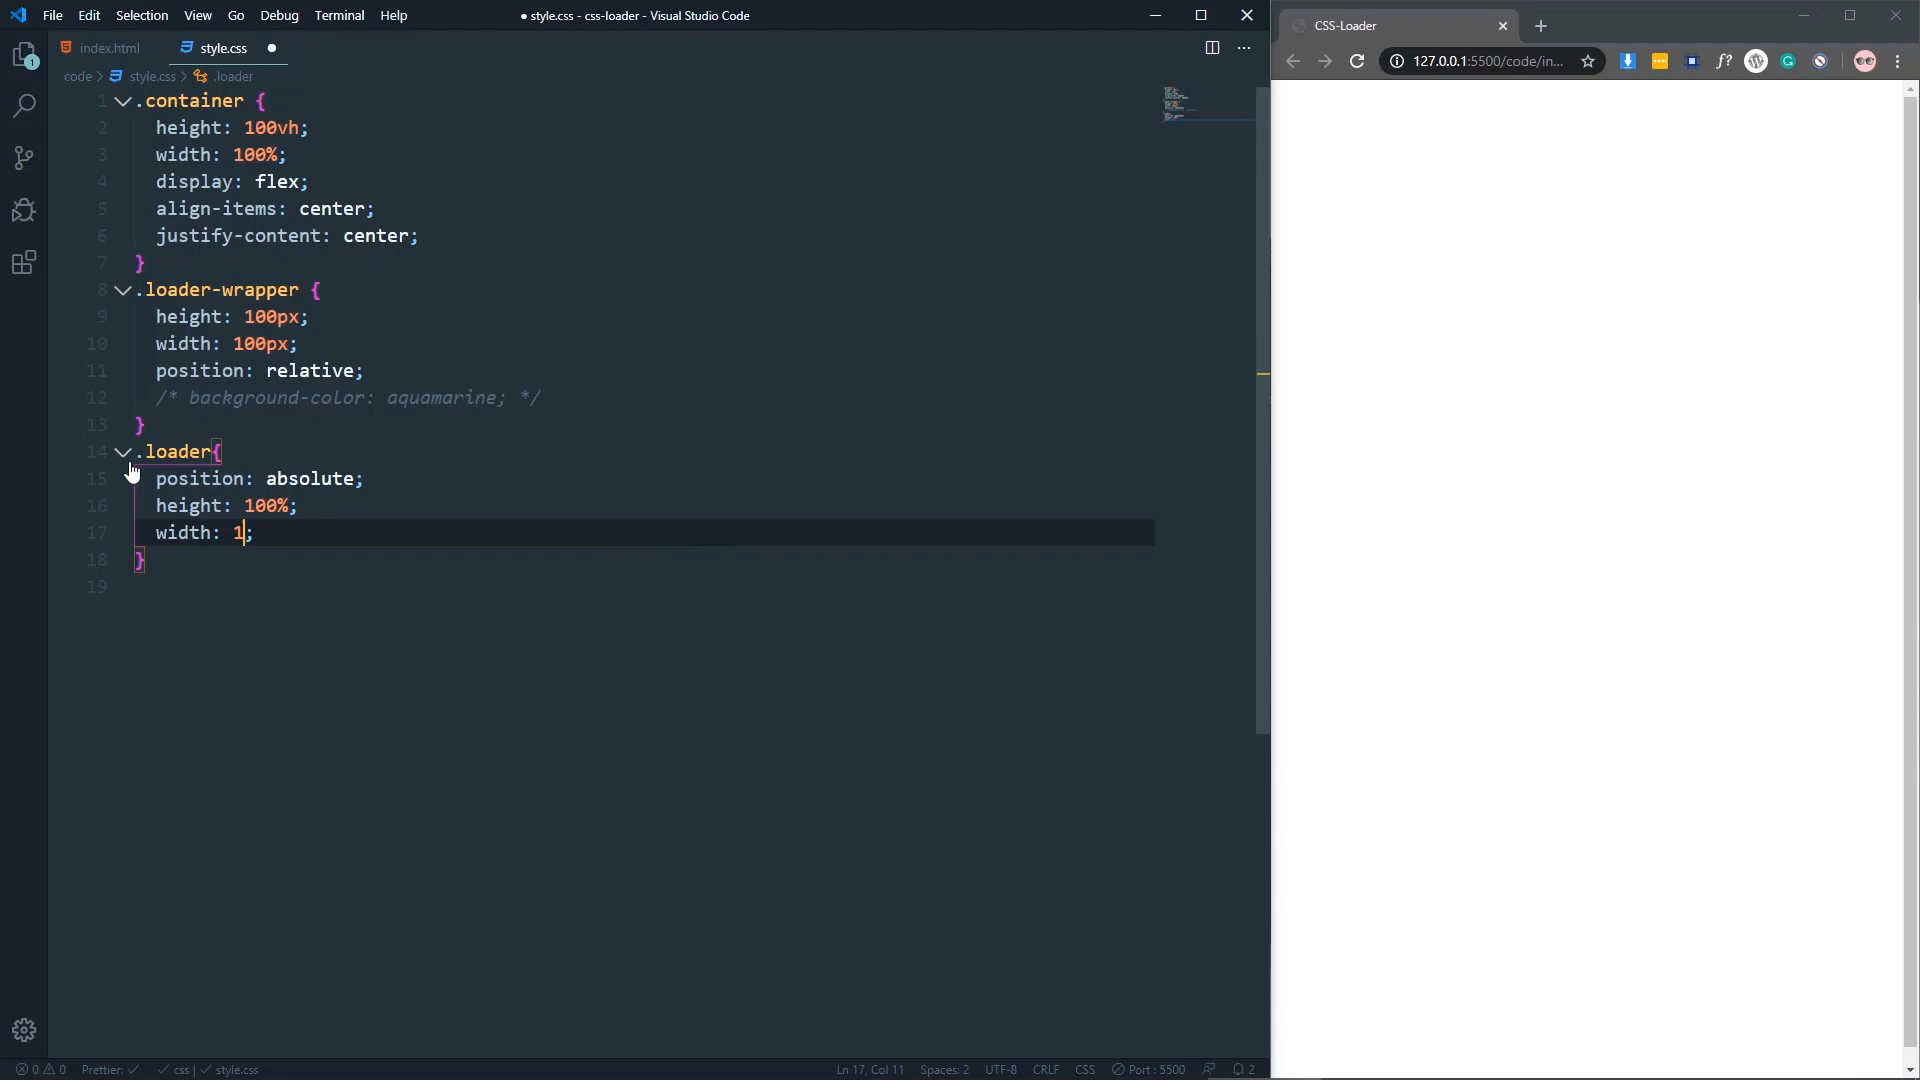 File Edit Selection View Go Debug Terminal Help ● style.css - css-loader - Visual Studio Code
CSS-Loader
index.html style.css
127.0.0.1:5500/code/in... f?
code > style.css > .loader
1 .container {
2 height: 100vh;
3 width: 100%;
4 display: flex;
5 align-items: center;
6 justify-content: center;
7 }
8 .loader-wrapper {
9 height: 100px;
10 width: 100px;
11 position: relative;
12 /* background-color: aquamarine; */
13 }
14 .loader{
15 position: absolute;
16 height: 100%;
17 width: 1;
18 }
19
1
0 0 Prettier: ✓ ✓ css | ✓ style.css Ln 17, Col 11 Spaces: 2 UTF-8 CRLF CSS Port : 5500 2